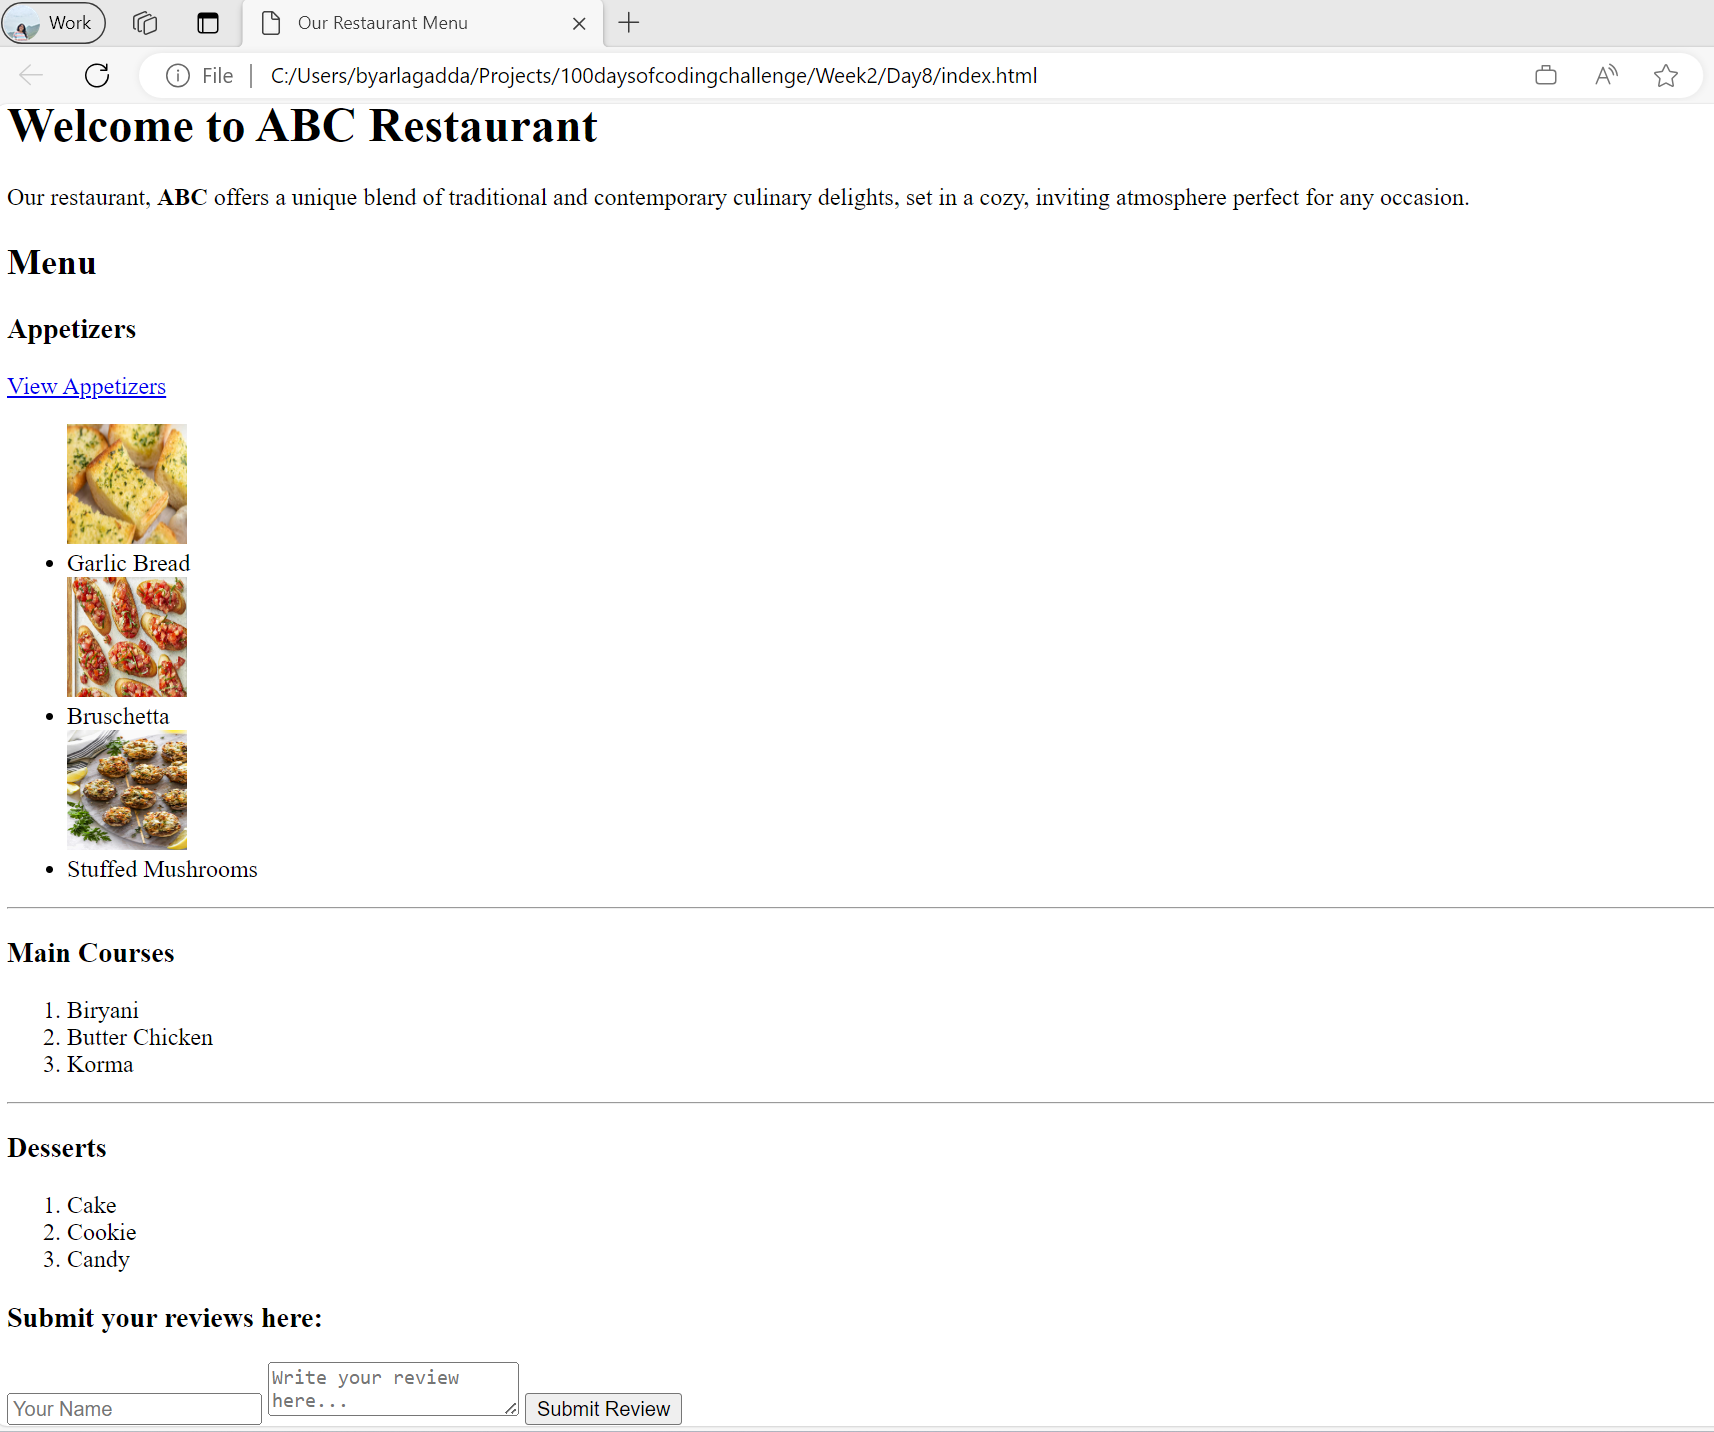 Work
Our Restaurant Menu
File
C:/Users/byarlagadda/Projects/100daysofcodingchallenge/Week2/Day8/index.html
Welcome to ABC Restaurant
Our restaurant, ABC offers a unique blend of traditional and contemporary culinary delights, set in a cozy, inviting atmosphere perfect for any occasion.
Menu
Appetizers
View Appetizers
• Garlic Bread
• Bruschetta
• Stuffed Mushrooms
Main Courses
1. Biryani
2. Butter Chicken
3. Korma
Desserts
1. Cake
2. Cookie
3. Candy
Submit your reviews here:
Your Name
Write your review
here...
Submit Review